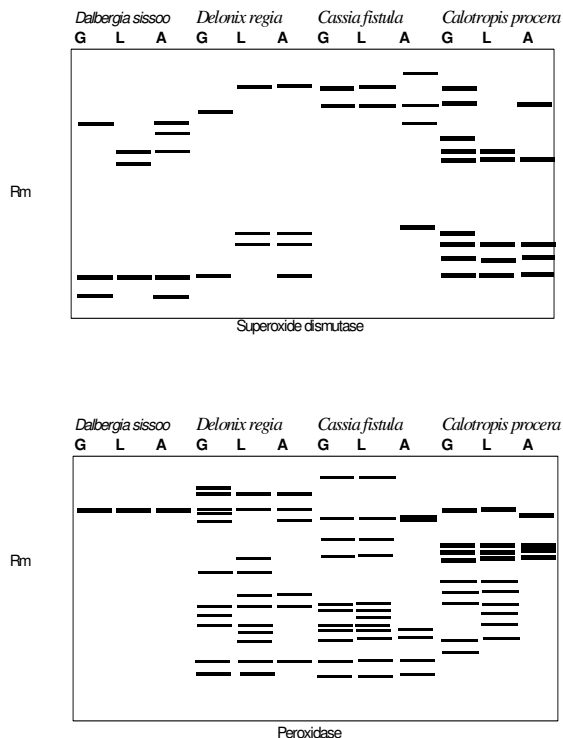 Dalbergia sissoo Delonix regia Cassia fistula Calotropis procera
G L A G L A G L A G L A
Rm
Superoxide dismutase
Dalbergia sissoo Delonix regia Cassia fistula Calotropis procera
G L A G L A G L A G L A
Rm
Peroxidase